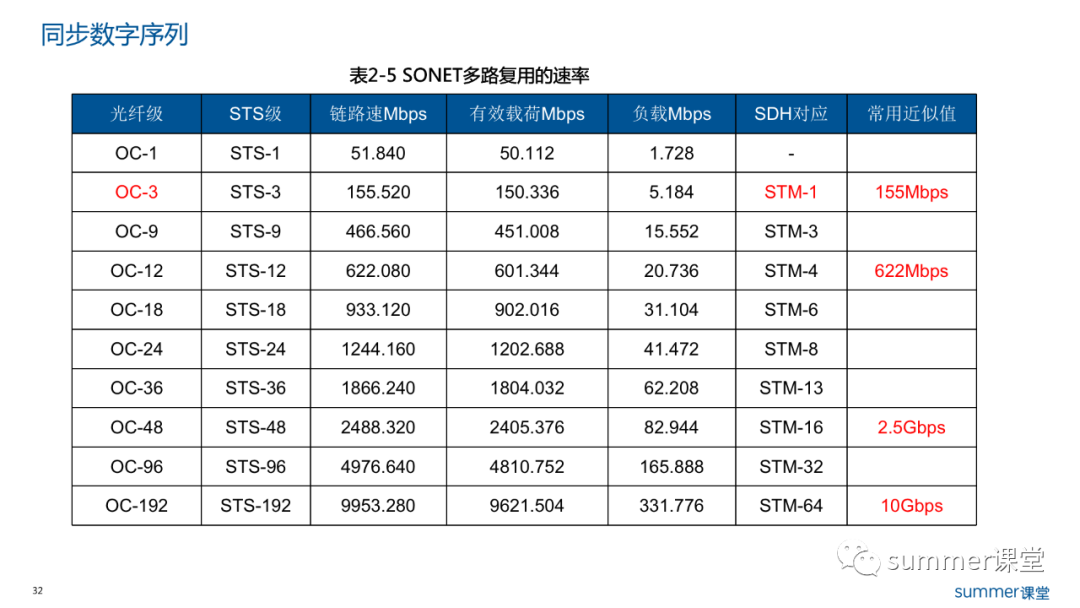 同步数字序列
表2-5 SONET多路复用的速率
光纤级 STS级 链路速Mbps 有效载荷Mbps 负载Mbps SDH对应 常用近似值
OC-1 STS-1 51.840 50.112 1.728 -
OC-3 STS-3 155.520 150.336 5.184 STM-1 155Mbps
OC-9 STS-9 466.560 451.008 15.552 STM-3
OC-12 STS-12 622.080 601.344 20.736 STM-4 622Mbps
OC-18 STS-18 933.120 902.016 31.104 STM-6
OC-24 STS-24 1244.160 1202.688 41.472 STM-8
OC-36 STS-36 1866.240 1804.032 62.208 STM-13
OC-48 STS-48 2488.320 2405.376 82.944 STM-16 2.5Gbps
OC-96 STS-96 4976.640 4810.752 165.888 STM-32
OC-192 STS-192 9953.280 9621.504 331.776 STM-64 10Gbps
summer课堂
32
summer课堂